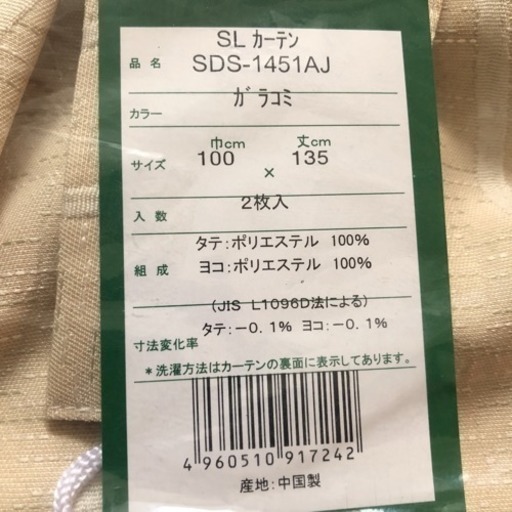 SL カーテン
品名 SDS-1451AJ
カラー ガラコミ
巾cm 丈cm
サイズ 100 × 135
入数 2枚入
タテ:ポリエステル 100%
組成 ヨコ:ポリエステル 100%
(JIS L1096D法による)
タテ:-0.1% ヨコ:-0.1%
寸法変化率
*洗濯方法はカーテンの裏面に表示してあります。
4 960510 917242
産地:中国製